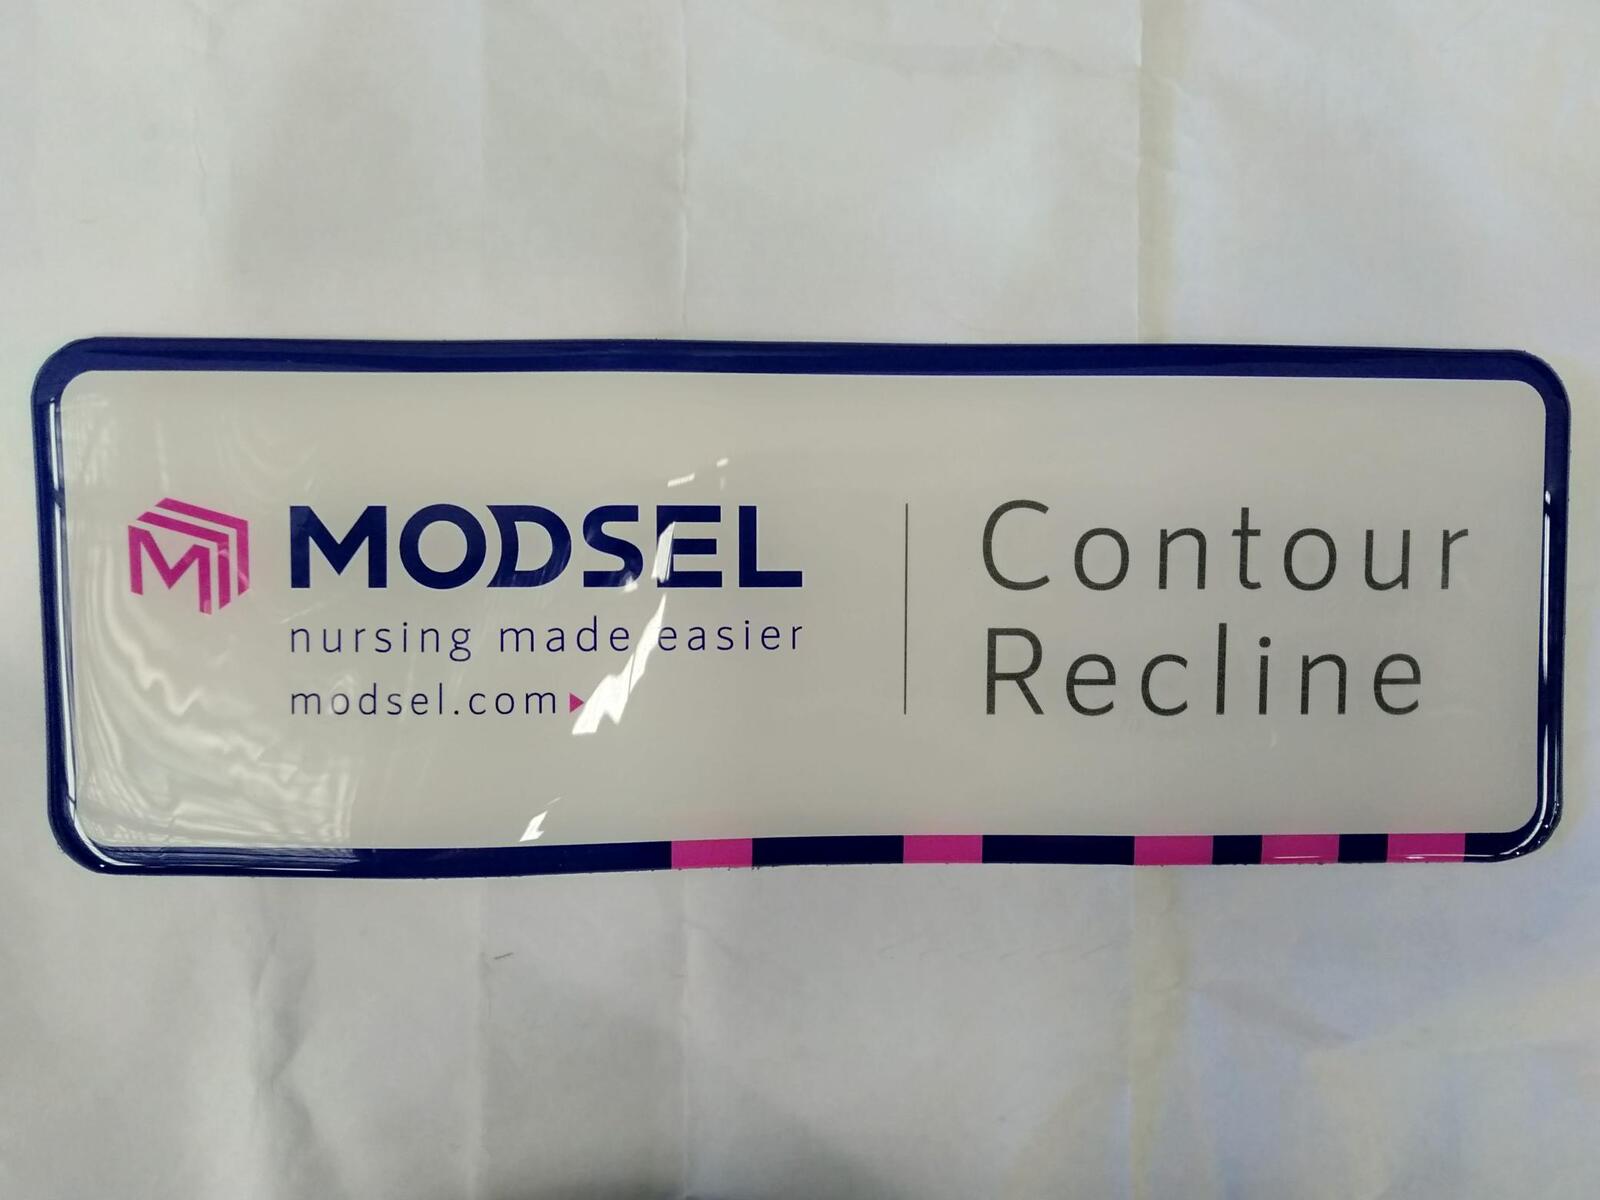 MODSEL
nursing made easier
modsel.com
Contour
Recline